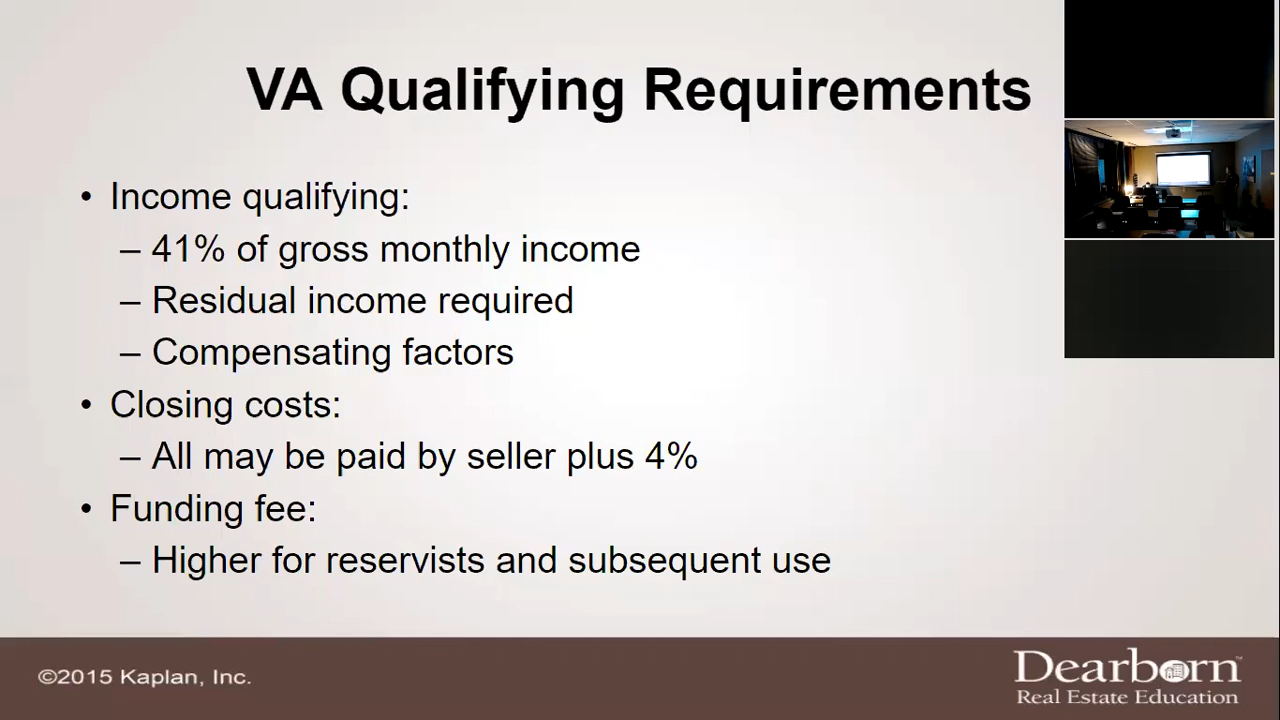 VA Qualifying Requirements
• Income qualifying:
– 41% of gross monthly income
– Residual income required
– Compensating factors
• Closing costs:
– All may be paid by seller plus 4%
• Funding fee:
– Higher for reservists and subsequent use
©2015 Kaplan, Inc.
Dearborn™
Real Estate Education